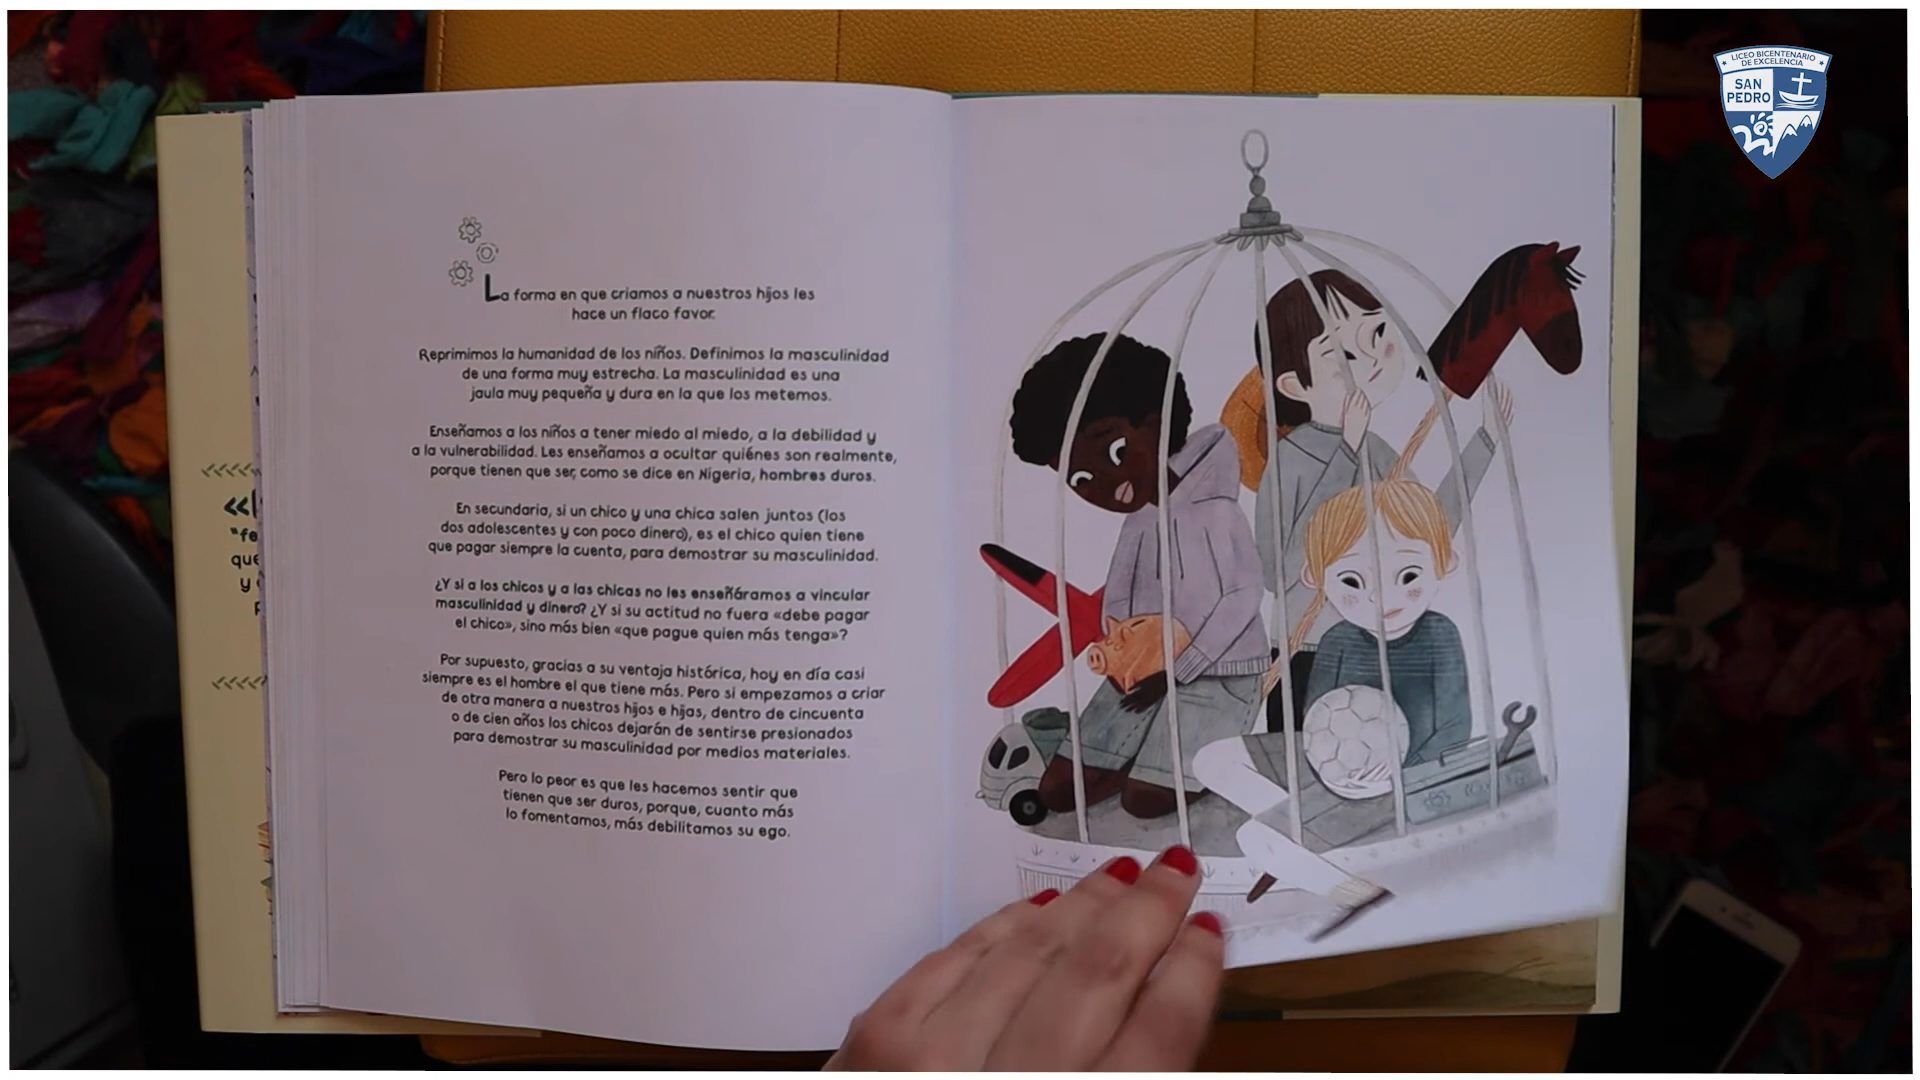 LICEO BICENTENARIO
DE EXCELENCIA
SAN
PEDRO
La forma en que criamos a nuestros hijos les
hace un flaco favor.
Reprimimos la humanidad de los niños. Definimos la masculinidad
de una forma muy estrecha. La masculinidad es una
jaula muy pequeña y dura en la que los metemos.
Enseñamos a los niños a tener miedo al miedo, a la debilidad y
a la vulnerabilidad. Les enseñamos a ocultar quiénes son realmente,
porque tienen que ser, como se dice en Nigeria, hombres duros.
En secundaria, si un chico y una chica salen juntos (los
dos adolescentes y con poco dinero), es el chico quien tiene
que pagar siempre la cuenta, para demostrar su masculinidad.
¿Y si a los chicos y a las chicas no les enseñáramos a vincular
masculinidad y dinero? ¿Y si su actitud no fuera «debe pagar
el chico», sino más bien «que pague quien más tenga»?
Por supuesto, gracias a su ventaja histórica, hoy en día casi
siempre es el hombre el que tiene más. Pero si empezamos a criar
de otra manera a nuestros hijos e hijas, dentro de cincuenta
o de cien años los chicos dejarán de sentirse presionados
para demostrar su masculinidad por medios materiales.
Pero lo peor es que les hacemos sentir que
tienen que ser duros, porque, cuanto más
lo fomentamos, más debilitamos su ego.
"fe
que
y